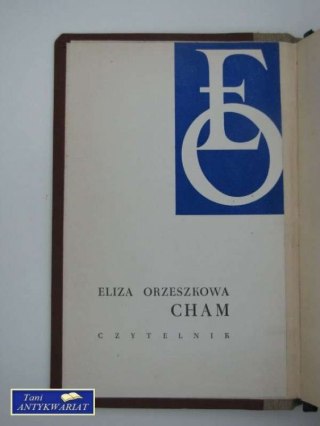 EO
ELIZA ORZESZKOWA
CHAM
CZYTELNIK
Tani
ANTYKWARIAT